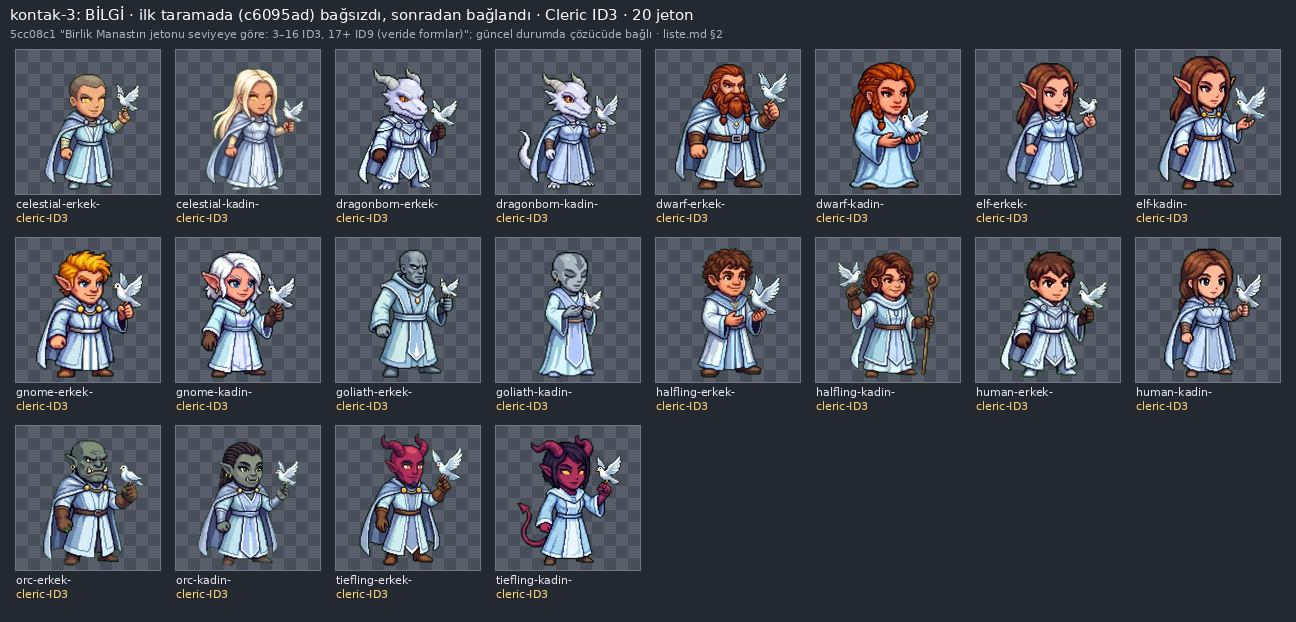 kontak-3: BİLGİ · ilk taramada (c6095ad) bağsızdı, sonradan bağlandı · Cleric ID3 · 20 jeton
5cc08c1 "Birlik Manastırı jetonu seviyeye göre: 3–16 ID3, 17+ ID9 (veride formlar)"; güncel durumda çözücüde bağlı · liste.md §2
celestial-erkek- celestial-kadin- dragonborn-erkek- dragonborn-kadin- dwarf-erkek- dwarf-kadin- elf-erkek- elf-kadin-
cleric-ID3 cleric-ID3 cleric-ID3 cleric-ID3 cleric-ID3 cleric-ID3 cleric-ID3 cleric-ID3
gnome-erkek- gnome-kadin- goliath-erkek- goliath-kadin- halfling-erkek- halfling-kadin- human-erkek- human-kadin-
cleric-ID3 cleric-ID3 cleric-ID3 cleric-ID3 cleric-ID3 cleric-ID3 cleric-ID3 cleric-ID3
orc-erkek- orc-kadin- tiefling-erkek- tiefling-kadin-
cleric-ID3 cleric-ID3 cleric-ID3 cleric-ID3